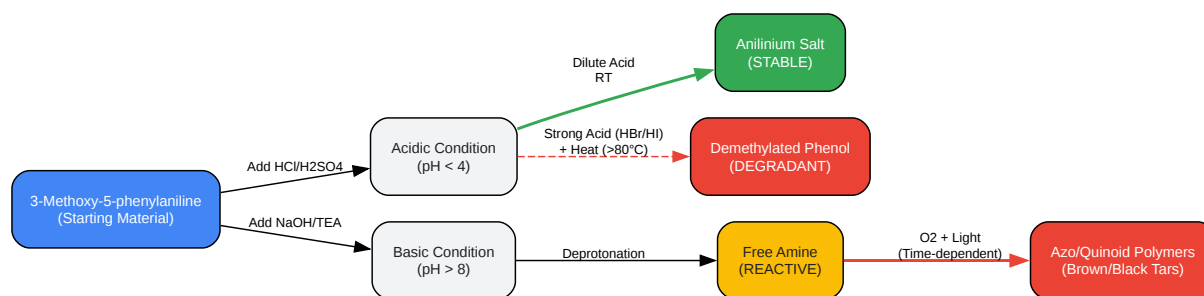 3-Methoxy-5-phenylaniline
(Starting Material)
Add HCl/H2SO4
Add NaOH/TEA
Acidic Condition
(pH < 4)
Basic Condition
(pH > 8)
Dilute Acid
RT
Strong Acid (HBr/HI)
+ Heat (>80°C)
Deprotonation
Anilinium Salt
(STABLE)
Demethylated Phenol
(DEGRADANT)
Free Amine
(REACTIVE)
O2 + Light
(Time-dependent)
Azo/Quinoid Polymers
(Brown/Black Tars)